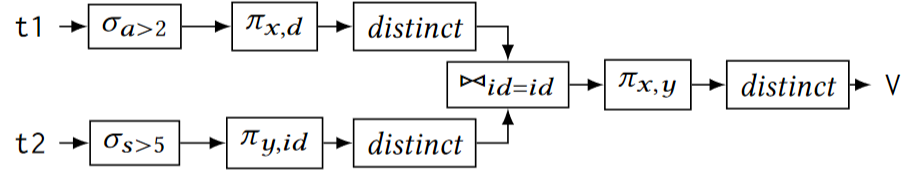 t1 σa>2 πx,d distinct
⋈id=id πx,y distinct V
t2 σs>5 πy,id distinct